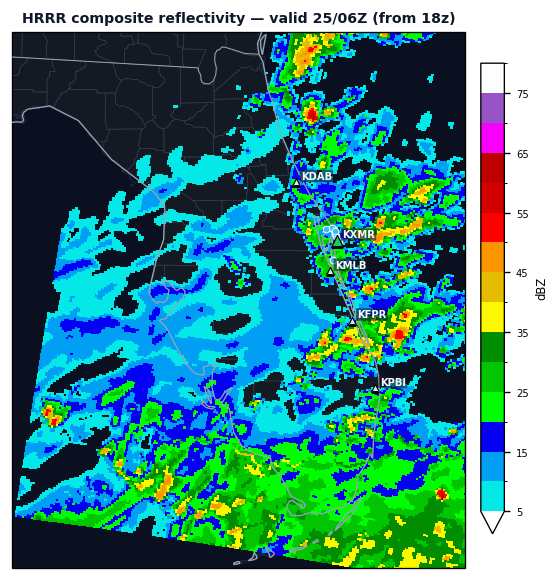 HRRR composite reflectivity — valid 25/06Z (from 18z)
KDAB
KXMR
KMLB
KFPR
KPBI
75
65
55
45
35
25
15
5
dBZ